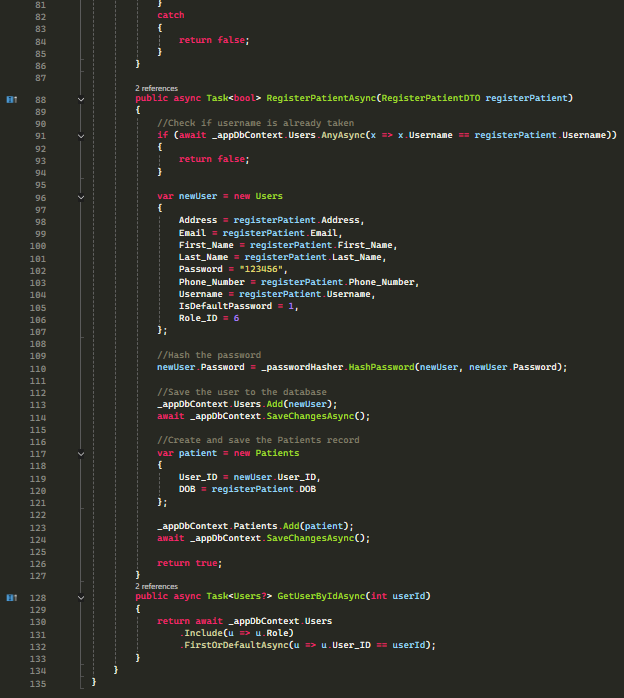 81 }
82 catch
83 {
84 return false;
85 }
86 }
87
2 references
88 public async Task<bool> RegisterPatientAsync(RegisterPatientDTO registerPatient)
89 {
90 //Check if username is already taken
91 if (await _appDbContext.Users.AnyAsync(x => x.Username == registerPatient.Username))
92 {
93 return false;
94 }
95
96 var newUser = new Users
97 {
98 Address = registerPatient.Address,
99 Email = registerPatient.Email,
100 First_Name = registerPatient.First_Name,
101 Last_Name = registerPatient.Last_Name,
102 Password = "123456",
103 Phone_Number = registerPatient.Phone_Number,
104 Username = registerPatient.Username,
105 IsDefaultPassword = 1,
106 Role_ID = 6
107 };
108
109 //Hash the password
110 newUser.Password = _passwordHasher.HashPassword(newUser, newUser.Password);
111
112 //Save the user to the database
113 _appDbContext.Users.Add(newUser);
114 await _appDbContext.SaveChangesAsync();
115
116 //Create and save the Patients record
117 var patient = new Patients
118 {
119 User_ID = newUser.User_ID,
120 DOB = registerPatient.DOB
121 };
122
123 _appDbContext.Patients.Add(patient);
124 await _appDbContext.SaveChangesAsync();
125
126 return true;
127 }
2 references
128 public async Task<Users?> GetUserByIdAsync(int userId)
129 {
130 return await _appDbContext.Users
131 .Include(u => u.Role)
132 .FirstOrDefaultAsync(u => u.User_ID == userId);
133 }
134 }
135 }